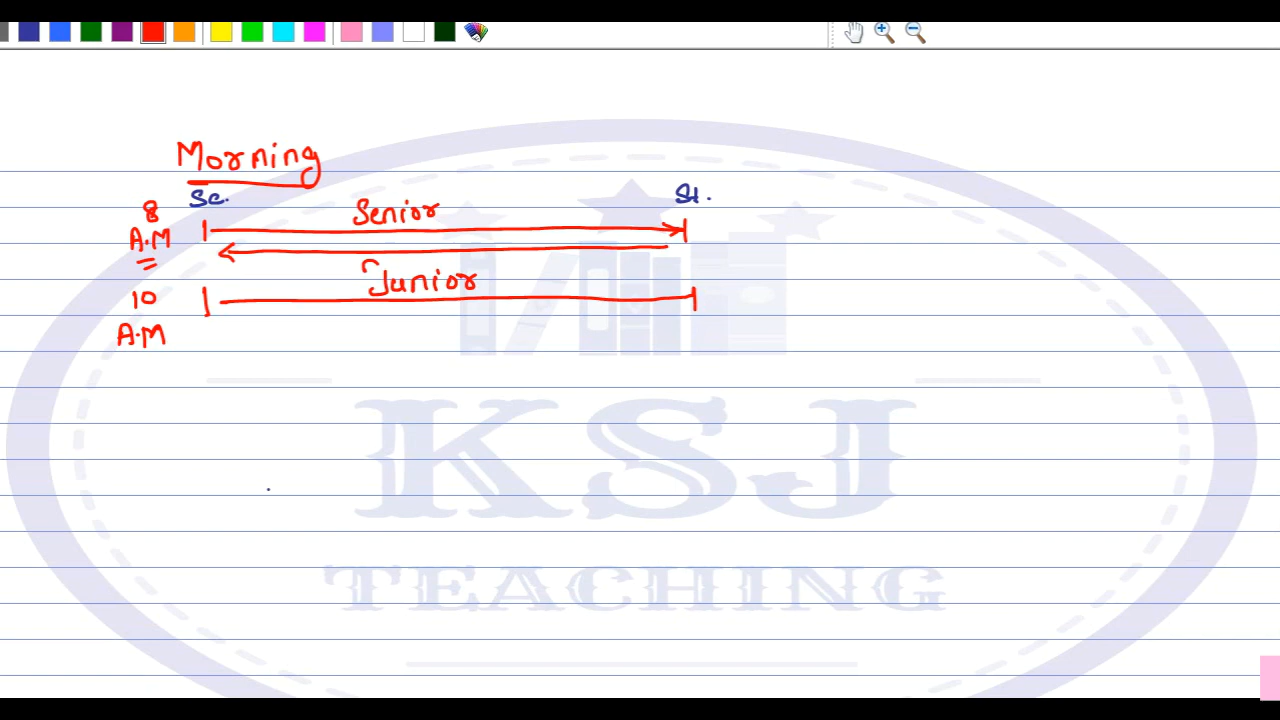 Morning
Sc. St.
8 Senior
A.M
Junior
10
A.M
KSJ
TEACHING